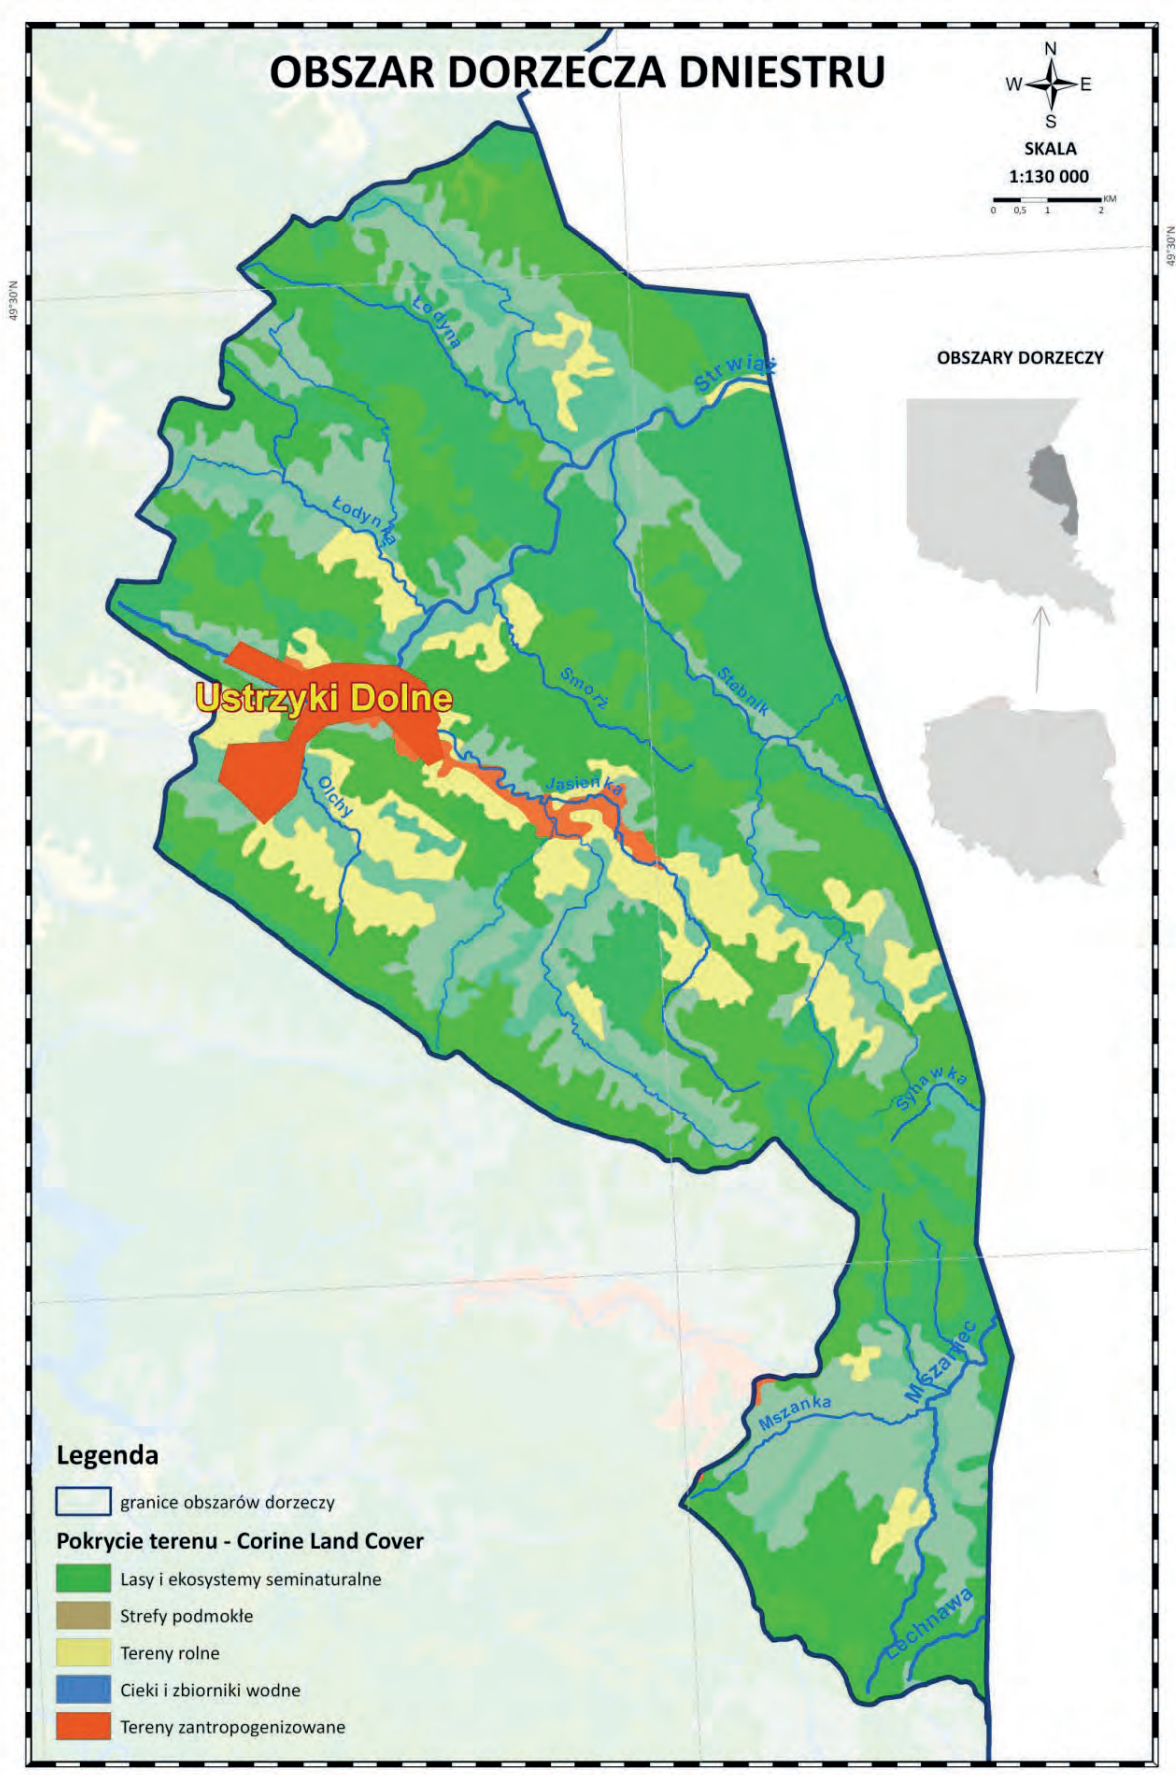 OBSZAR DORZECZA DNIESTRU
N
W E
S
SKALA
1:130 000
KM
0 0,5 1 2
49°30'N
49°30'N
OBSZARY DORZECZY
Łodyna
Strwiąż
Łodynka
Ustrzyki Dolne
Smorż
Stebnik
Jasieńka
Olchy
Syhawka
Mszaniec
Mszanka
Lechnawa
Legenda
granice obszarów dorzeczy
Pokrycie terenu - Corine Land Cover
Lasy i ekosystemy seminaturalne
Strefy podmokłe
Tereny rolne
Cieki i zbiorniki wodne
Tereny zantropogenizowane